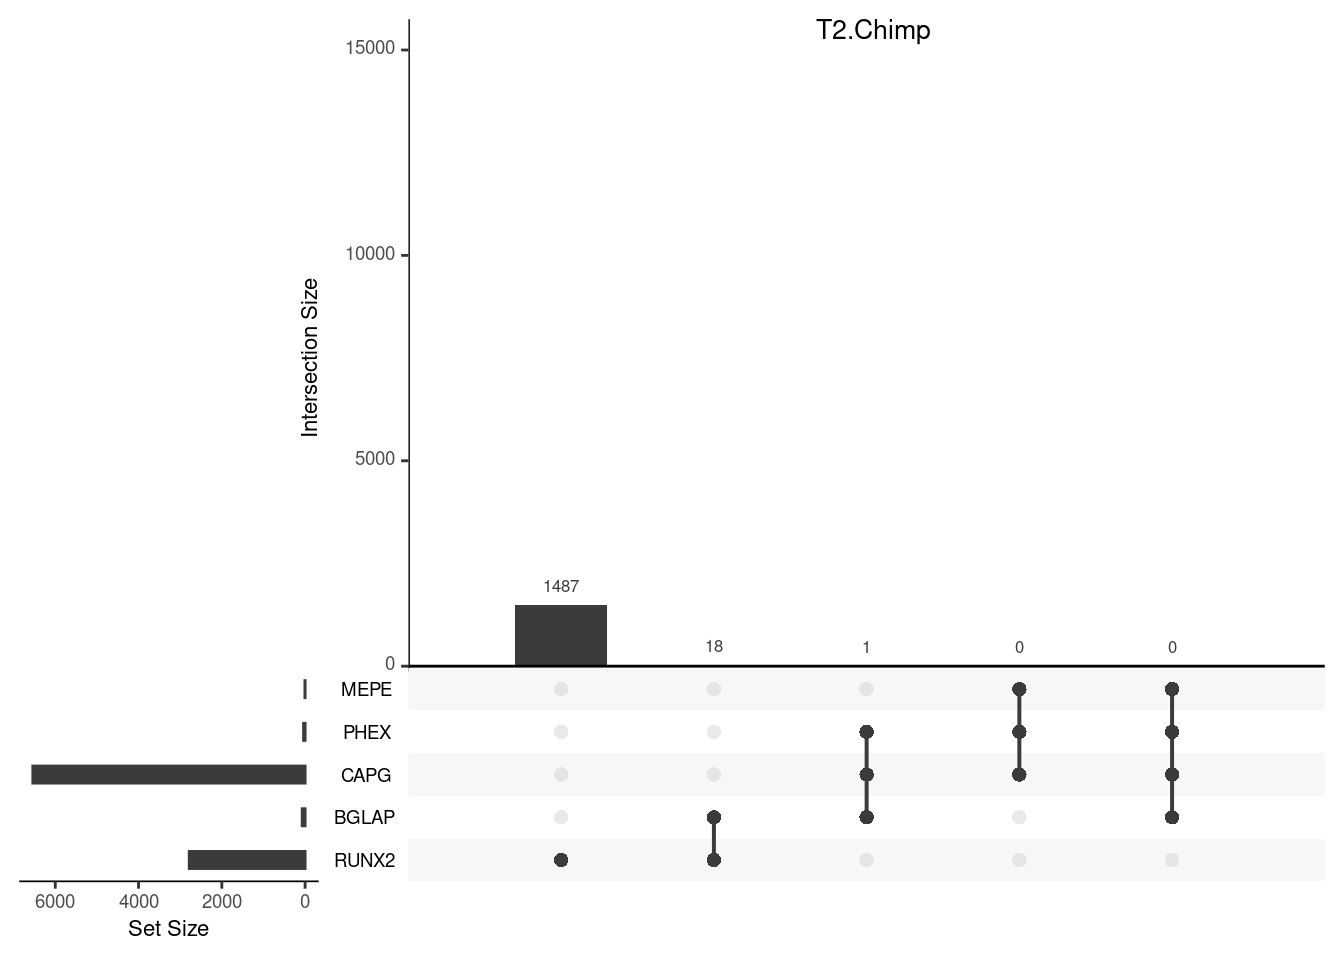 T2.Chimp
15000
10000
5000
0
Intersection Size
1487
18
1
0
0
MEPE
PHEX
CAPG
BGLAP
RUNX2
6000 4000 2000 0
Set Size